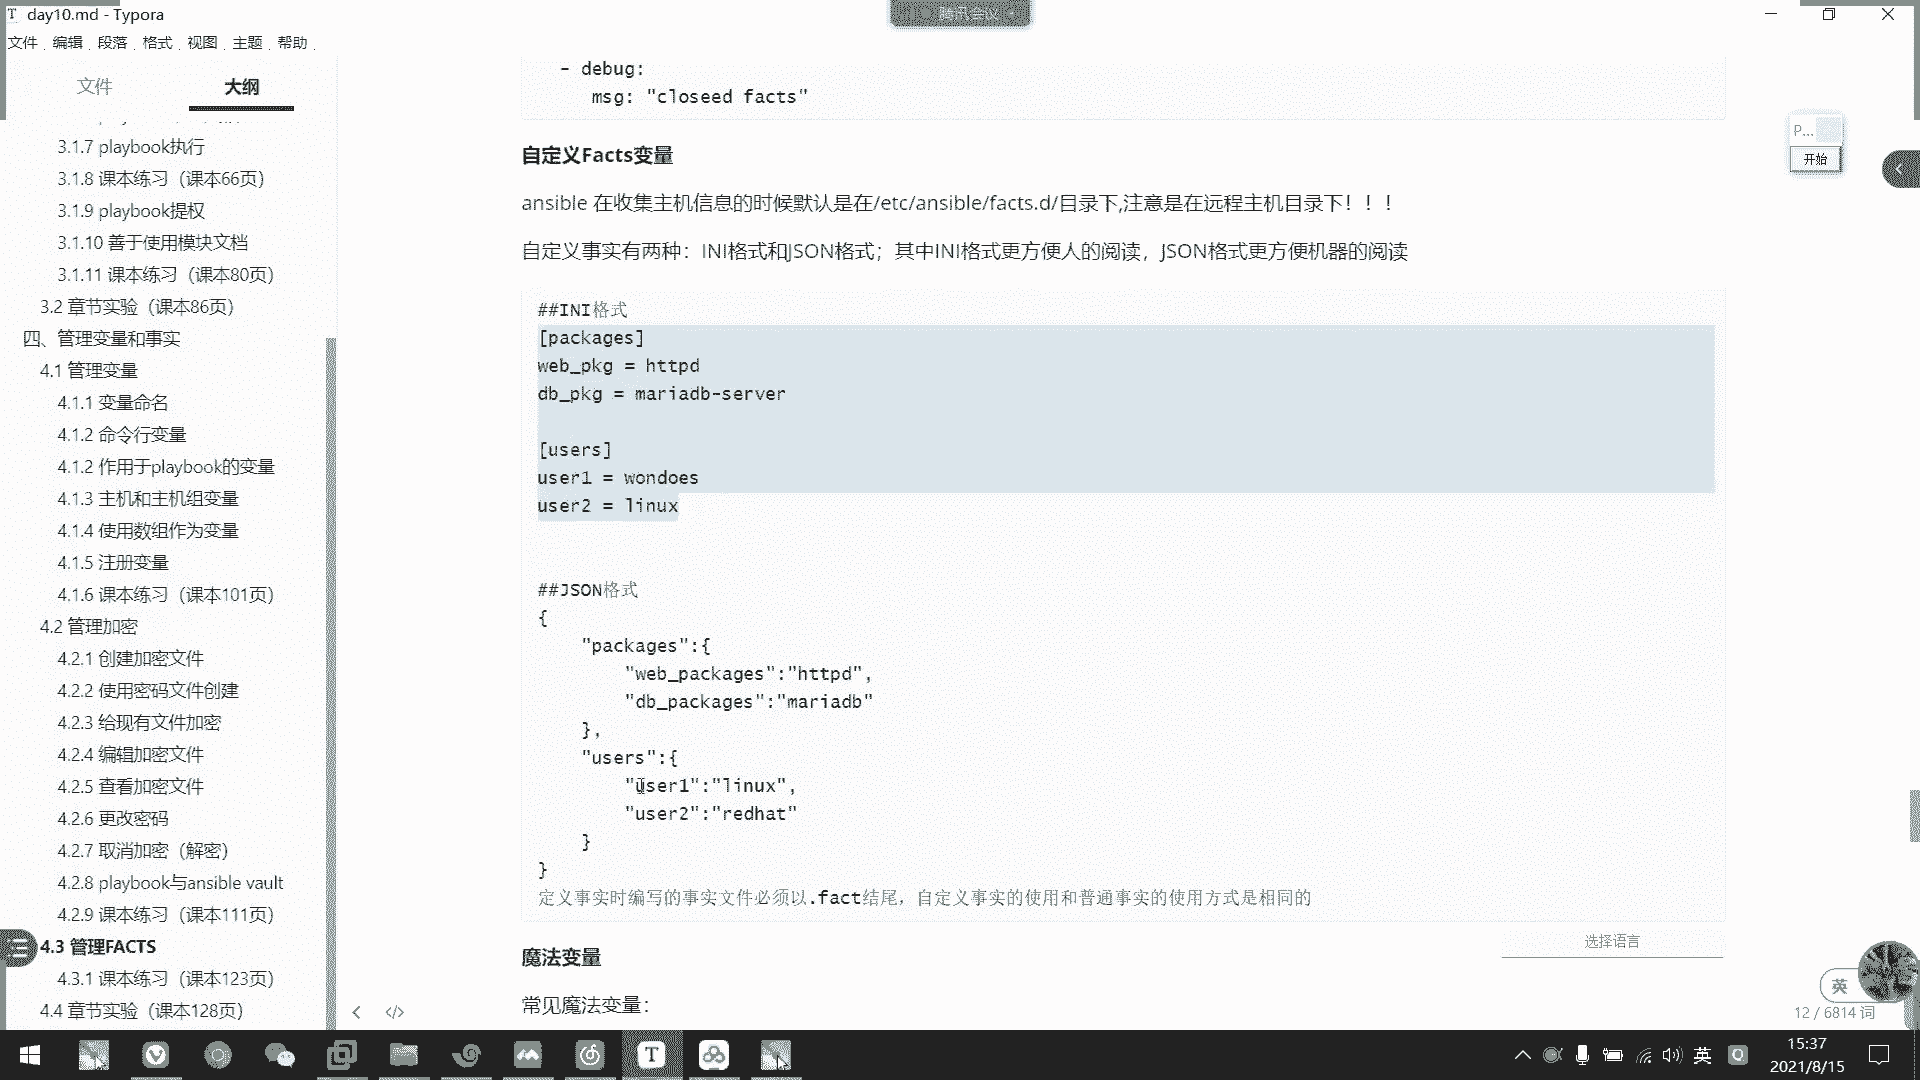 day10.md - Typora
腾讯会议
文件 编辑 段落 格式 视图 主题 帮助
文件 大纲
3.1.7 playbook执行
3.1.8 课本练习（课本66页）
3.1.9 playbook提权
3.1.10 善于使用模块文档
3.1.11 课本练习（课本80页）
3.2 章节实验（课本86页）
四、管理变量和事实
4.1 管理变量
4.1.1 变量命名
4.1.2 命令行变量
4.1.2 作用于playbook的变量
4.1.3 主机和主机组变量
4.1.4 使用数组作为变量
4.1.5 注册变量
4.1.6 课本练习（课本101页）
4.2 管理加密
4.2.1 创建加密文件
4.2.2 使用密码文件创建
4.2.3 给现有文件加密
4.2.4 编辑加密文件
4.2.5 查看加密文件
4.2.6 更改密码
4.2.7 取消加密（解密）
4.2.8 playbook与ansible vault
4.2.9 课本练习（课本111页）
4.3 管理FACTS
4.3.1 课本练习（课本123页）
4.4 章节实验（课本128页）
- debug:
msg: "closeed facts"
自定义Facts变量
ansible 在收集主机信息的时候默认是在/etc/ansible/facts.d/目录下,注意是在远程主机目录下！！！
自定义事实有两种：INI格式和JSON格式；其中INI格式更方便人的阅读，JSON格式更方便机器的阅读
##INI格式
[packages]
web_pkg = httpd
db_pkg = mariadb-server
[users]
user1 = wondoes
user2 = linux
##JSON格式
{
"packages":{
"web_packages":"httpd",
"db_packages":"mariadb"
},
"users":{
"user1":"linux",
"user2":"redhat"
}
}
定义事实时编写的事实文件必须以.fact结尾，自定义事实的使用和普通事实的使用方式是相同的
选择语言
魔法变量
常见魔法变量：
P...
开始
英
12 / 6814 词
英
15:37
2021/8/15